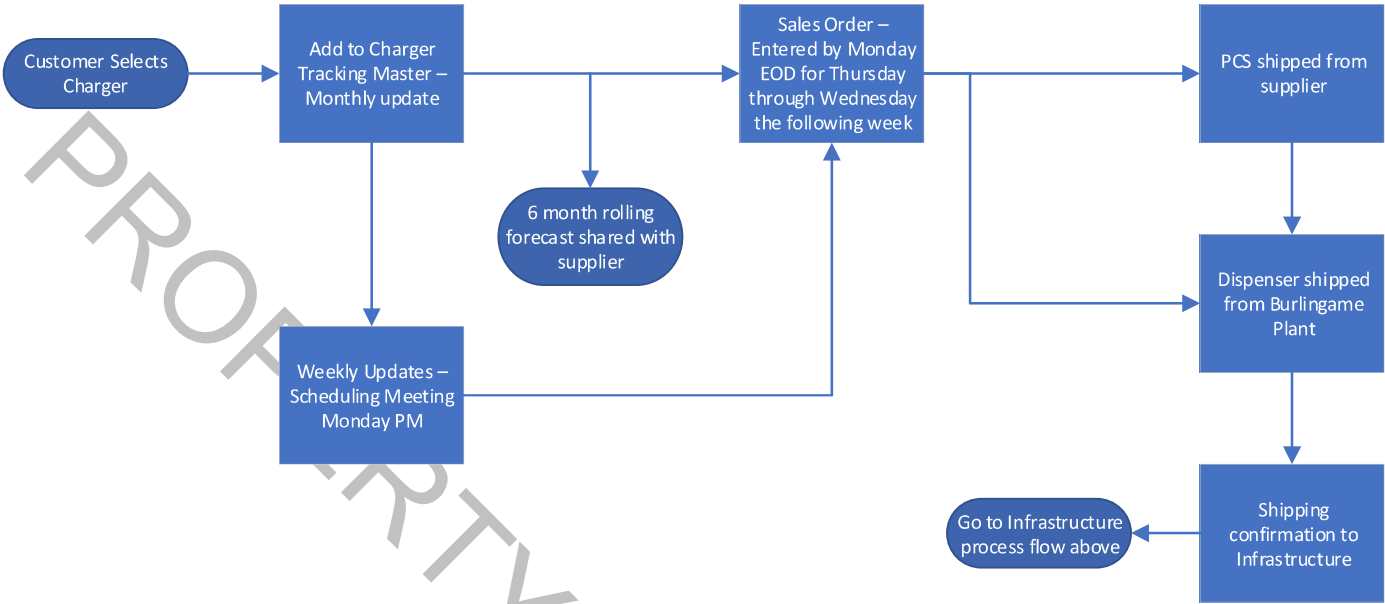 Customer Selects
Charger
Add to Charger
Tracking Master –
Monthly update
Sales Order –
Entered by Monday
EOD for Thursday
through Wednesday
the following week
PCS shipped from
supplier
6 month rolling
forecast shared with
supplier
Dispenser shipped
from Burlingame
Plant
Weekly Updates –
Scheduling Meeting
Monday PM
Shipping
confirmation to
Infrastructure
Go to Infrastructure
process flow above
PROPERTY